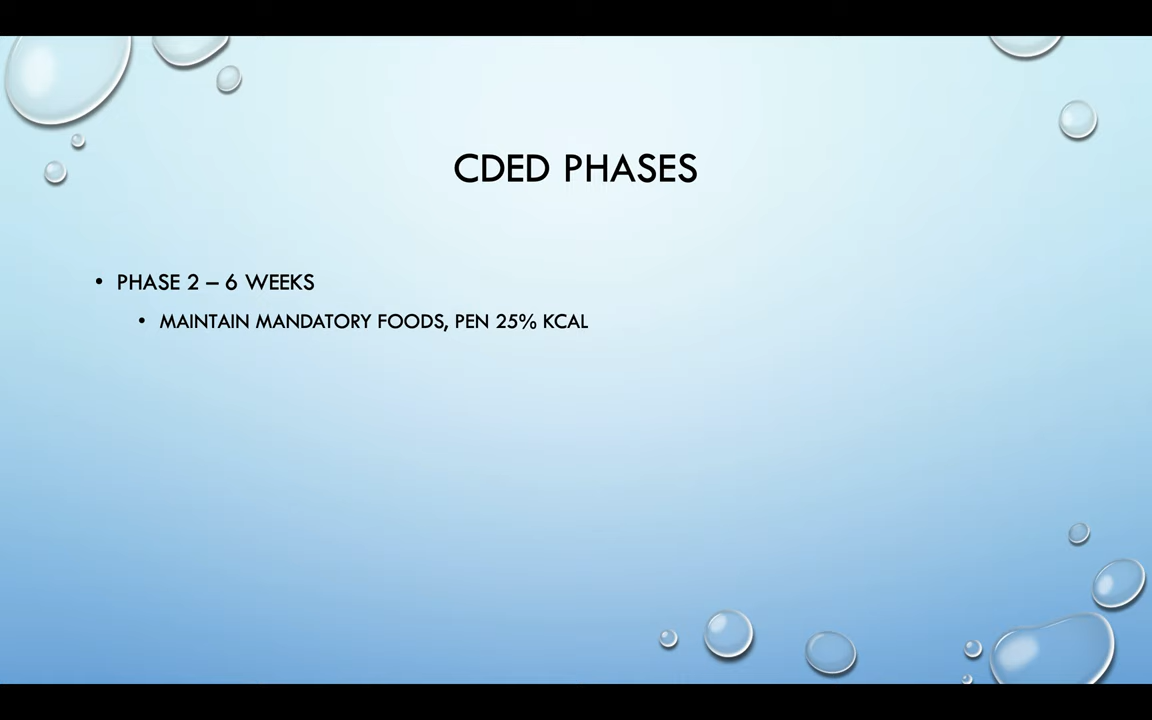 CDED PHASES
• PHASE 2 – 6 WEEKS
• MAINTAIN MANDATORY FOODS, PEN 25% KCAL